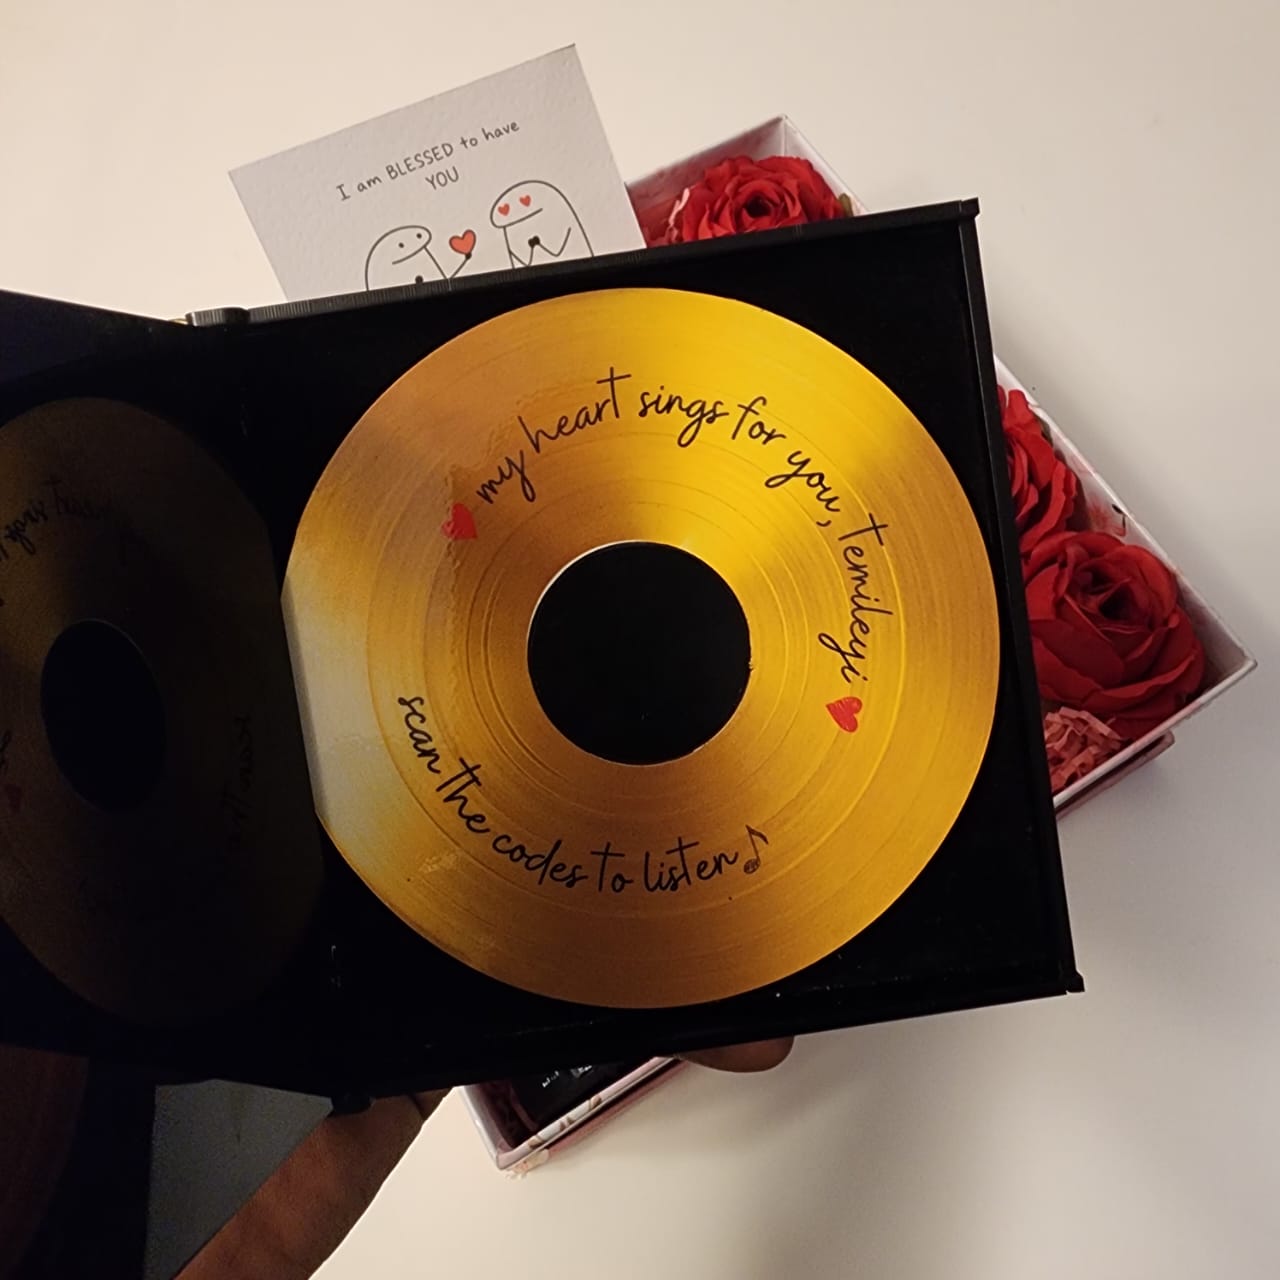 I am BLESSED to have
YOU
my heart sings for you, Temileyi
scan the codes to listen